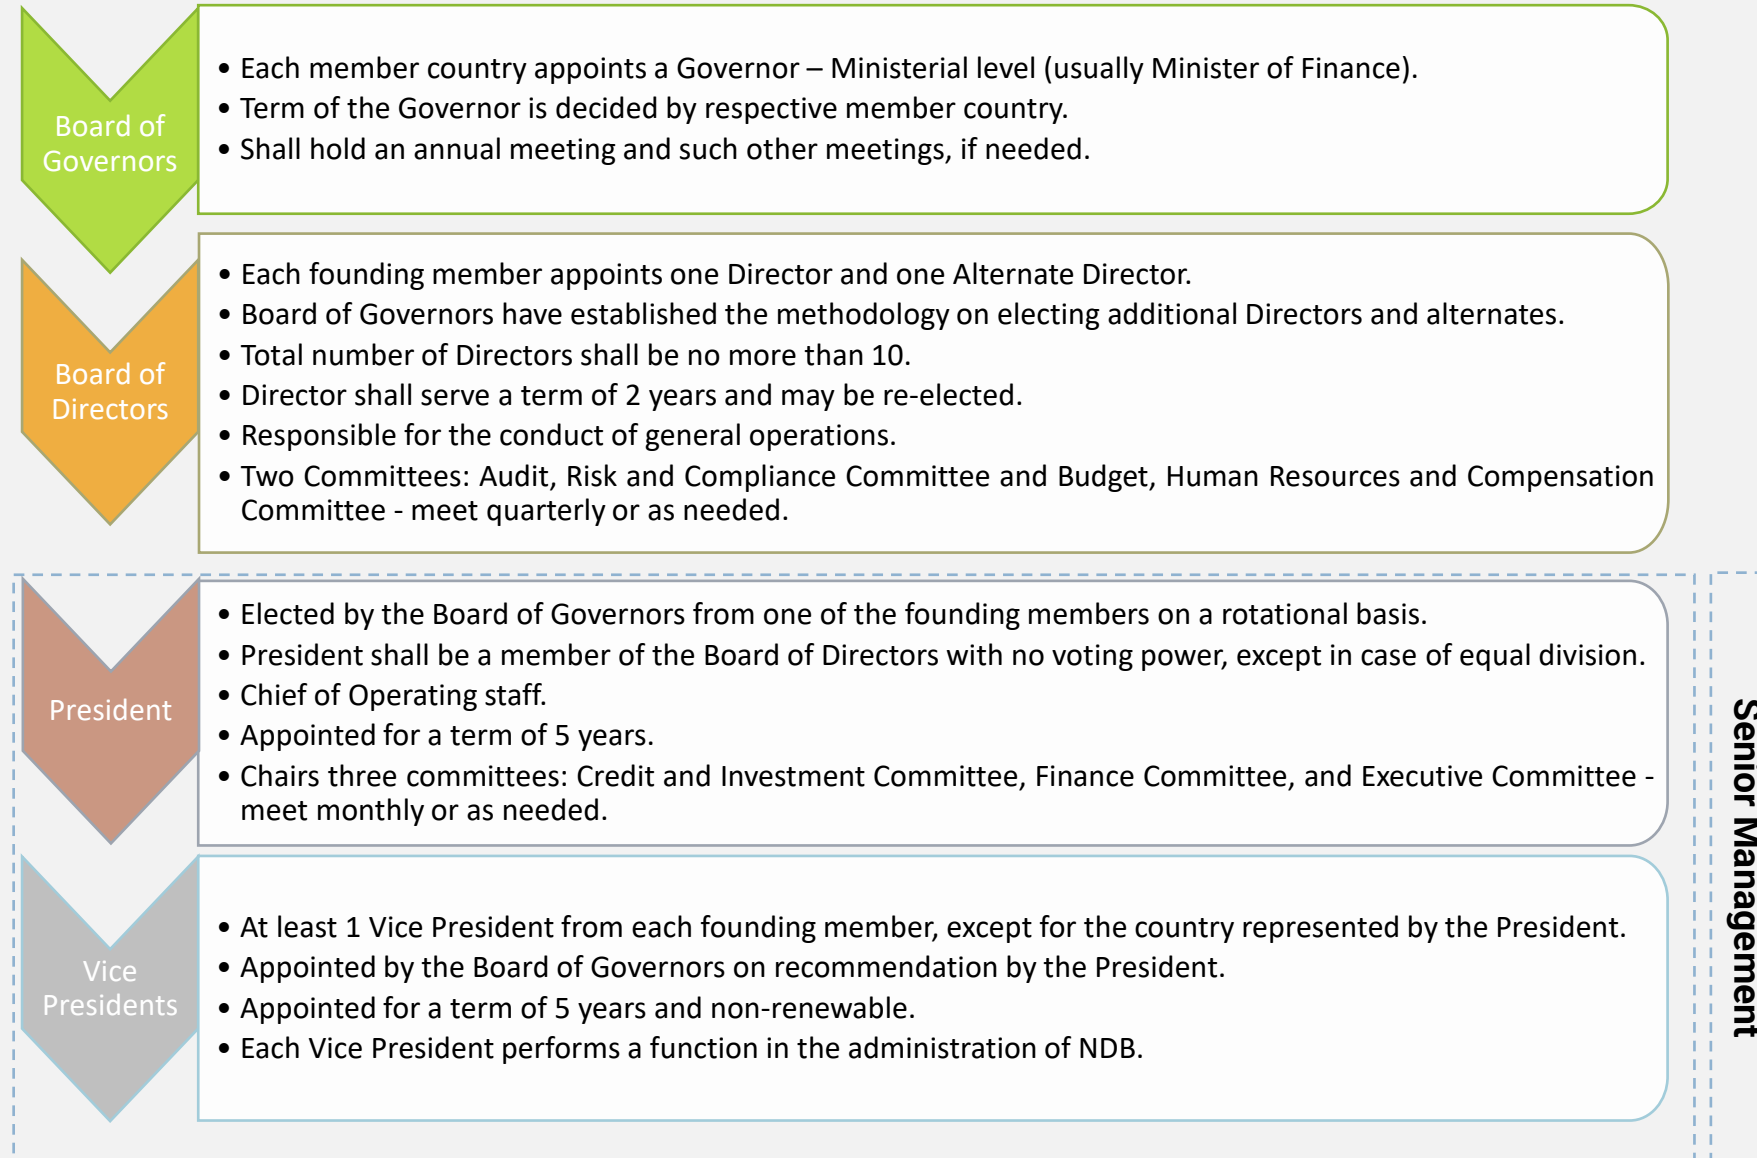 Board of
Governors
• Each member country appoints a Governor – Ministerial level (usually Minister of Finance).
• Term of the Governor is decided by respective member country.
• Shall hold an annual meeting and such other meetings, if needed.
Board of
Directors
• Each founding member appoints one Director and one Alternate Director.
• Board of Governors have established the methodology on electing additional Directors and alternates.
• Total number of Directors shall be no more than 10.
• Director shall serve a term of 2 years and may be re-elected.
• Responsible for the conduct of general operations.
• Two Committees: Audit, Risk and Compliance Committee and Budget, Human Resources and Compensation
Committee - meet quarterly or as needed.
President
• Elected by the Board of Governors from one of the founding members on a rotational basis.
• President shall be a member of the Board of Directors with no voting power, except in case of equal division.
• Chief of Operating staff.
• Appointed for a term of 5 years.
• Chairs three committees: Credit and Investment Committee, Finance Committee, and Executive Committee -
meet monthly or as needed.
Vice
Presidents
• At least 1 Vice President from each founding member, except for the country represented by the President.
• Appointed by the Board of Governors on recommendation by the President.
• Appointed for a term of 5 years and non-renewable.
• Each Vice President performs a function in the administration of NDB.
Senior Management